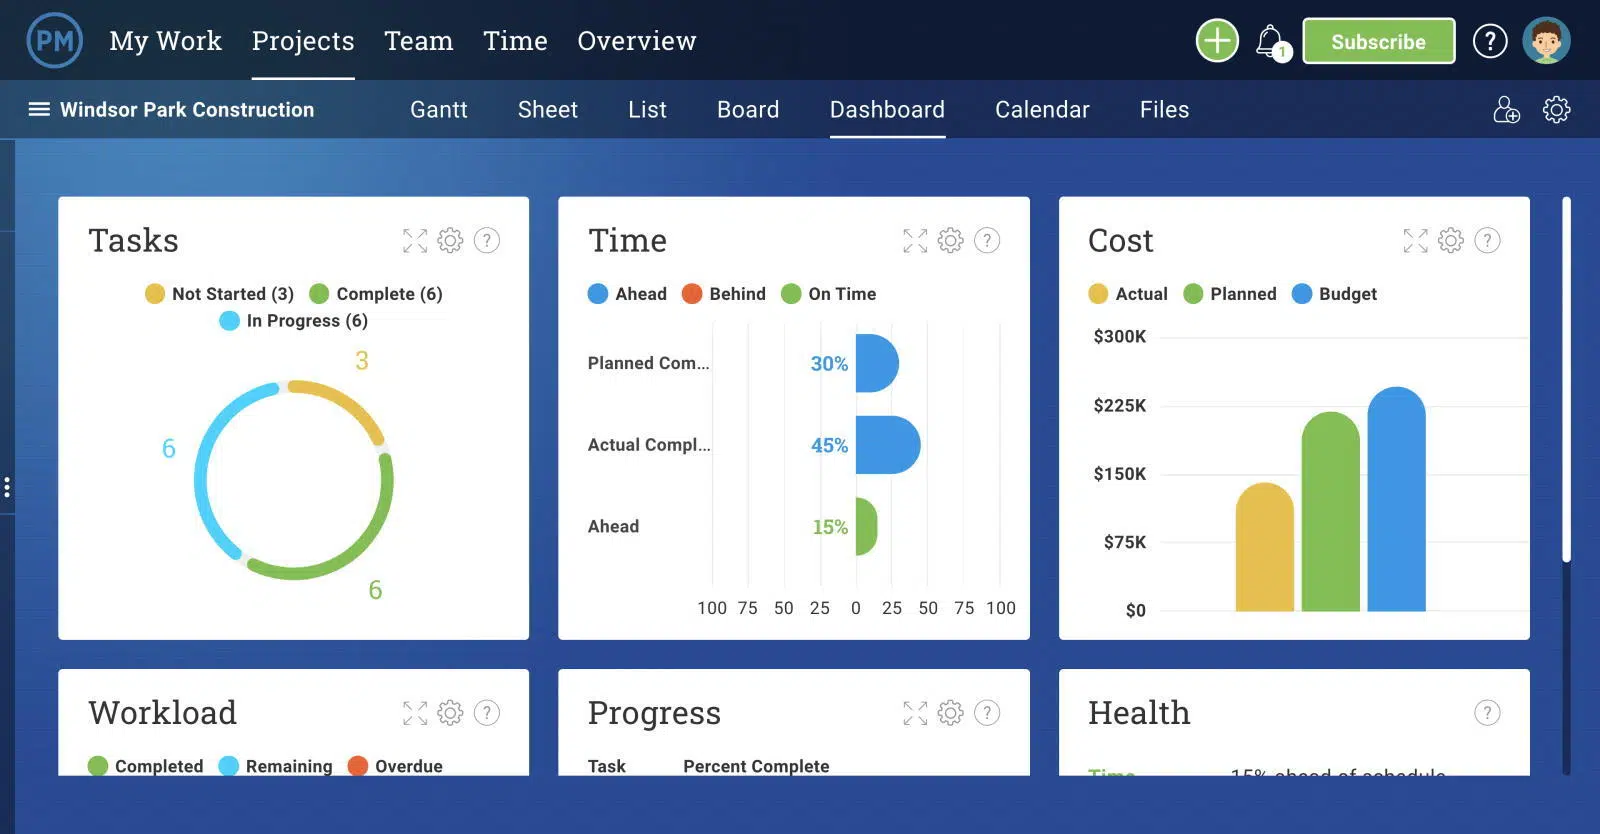 PM My Work Projects Team Time Overview 1 Subscribe ?
Windsor Park Construction Gantt Sheet List Board Dashboard Calendar Files
Tasks ?
Not Started (3) Complete (6)
In Progress (6)
3
6
6
Time ?
Ahead Behind On Time
Planned Com... 30%
Actual Compl... 45%
Ahead 15%
100 75 50 25 0 25 50 75 100
Cost ?
Actual Planned Budget
$300K
$225K
$150K
$75K
$0
Workload ?
Completed Remaining Overdue
Progress ?
Task Percent Complete
Health ?
Time 15% ahead of schedule